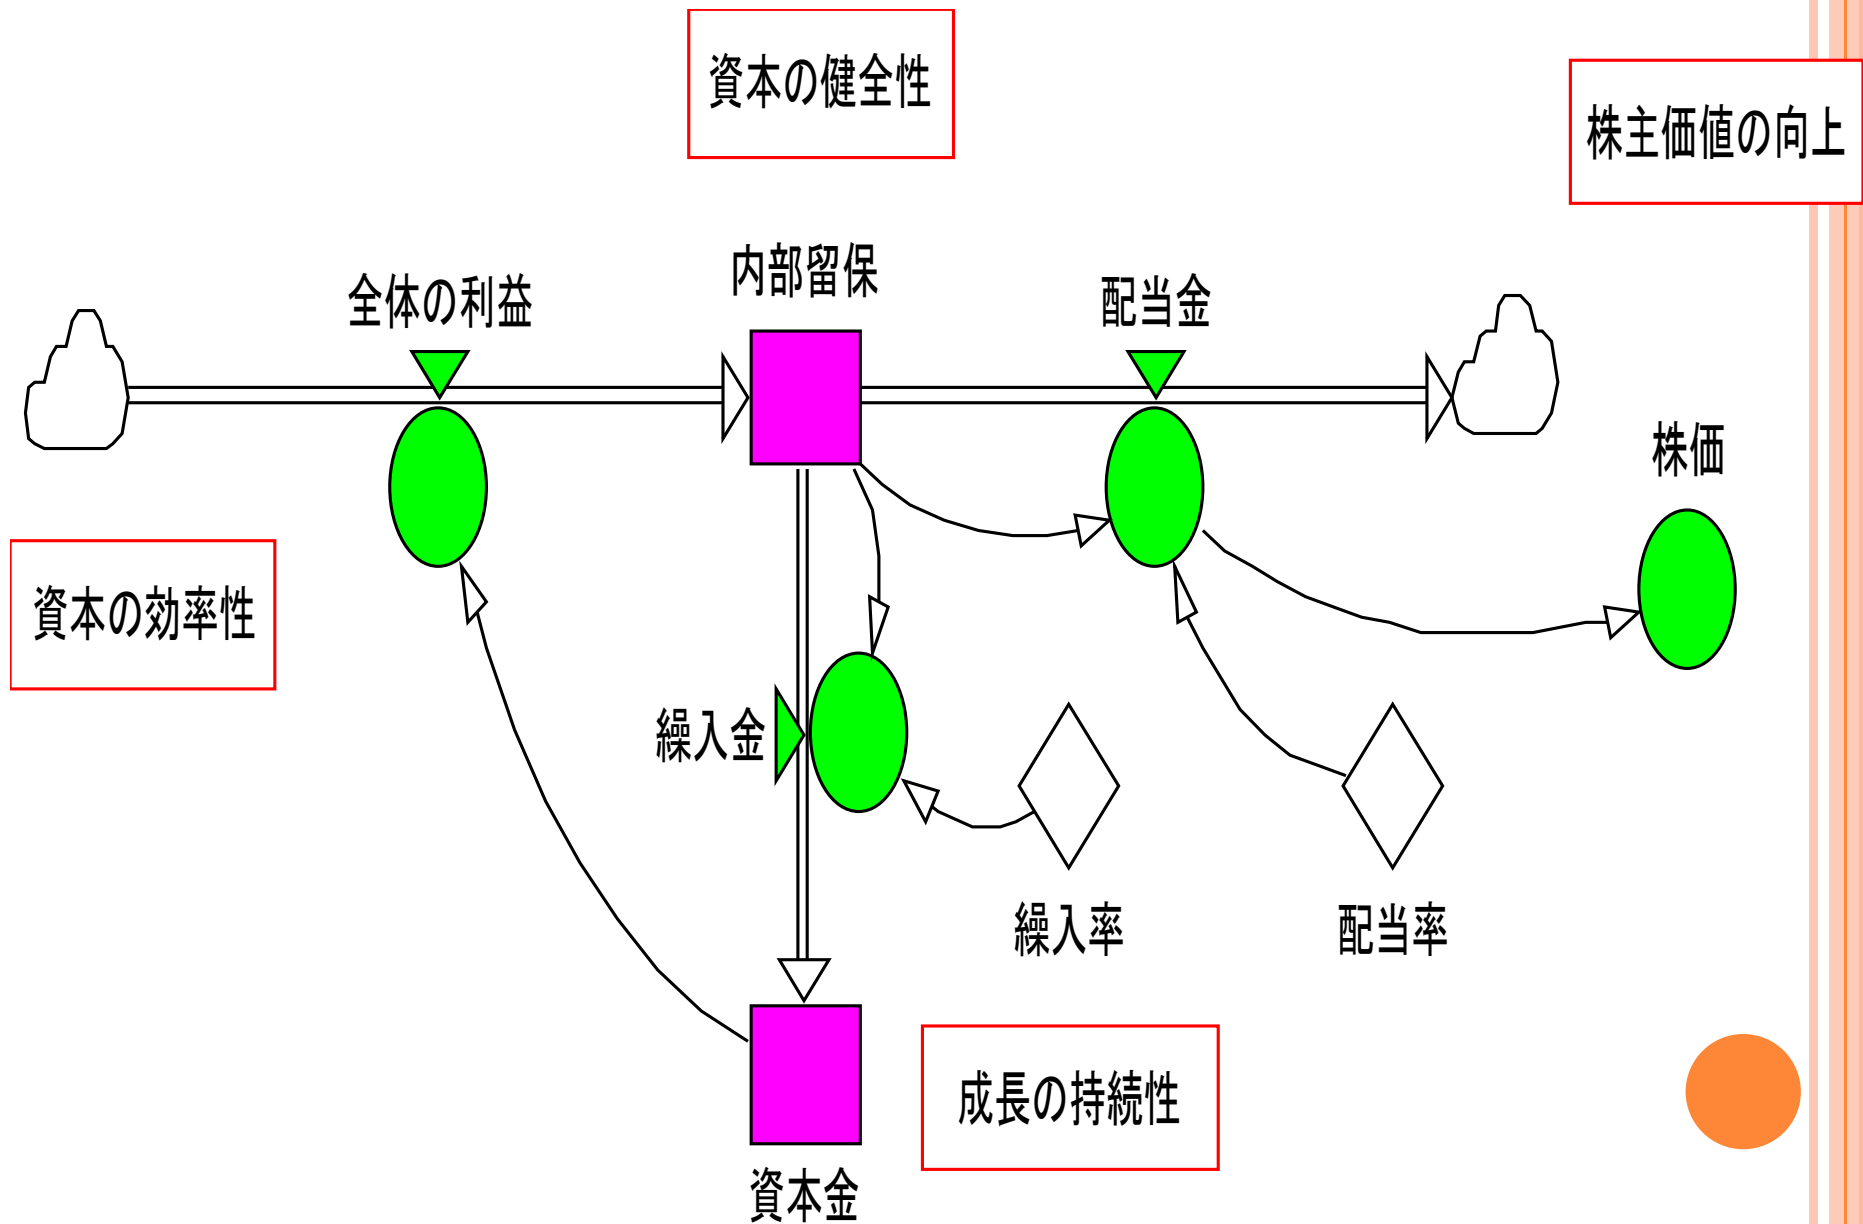 資本の健全性
株主価値の向上
内部留保
全体の利益
配当金
株価
資本の効率性
繰入金
繰入率
配当率
成長の持続性
資本金